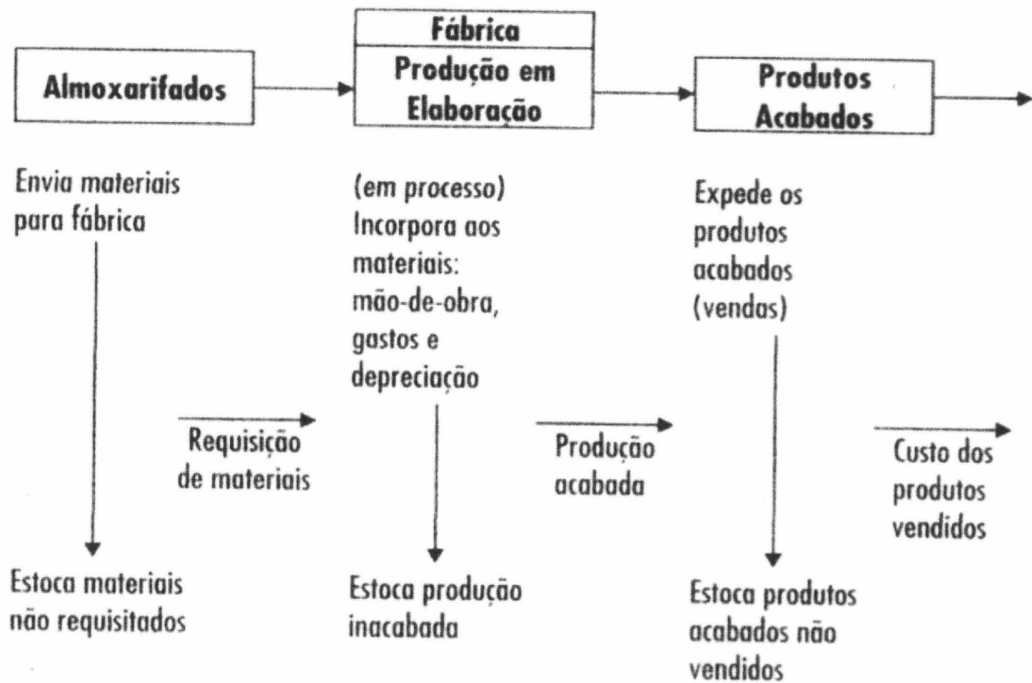 Almoxarifados
Fábrica
Produção em
Elaboração
Produtos
Acabados
Envia materiais
para fábrica
(em processo)
Incorpora aos
materiais:
mão-de-obra,
gastos e
depreciação
Expede os
produtos
acabados
(vendas)
Requisição
de materiais
Produção
acabada
Custo dos
produtos
vendidos
Estoca materiais
não requisitados
Estoca produção
inacabada
Estoca produtos
acabados não
vendidos